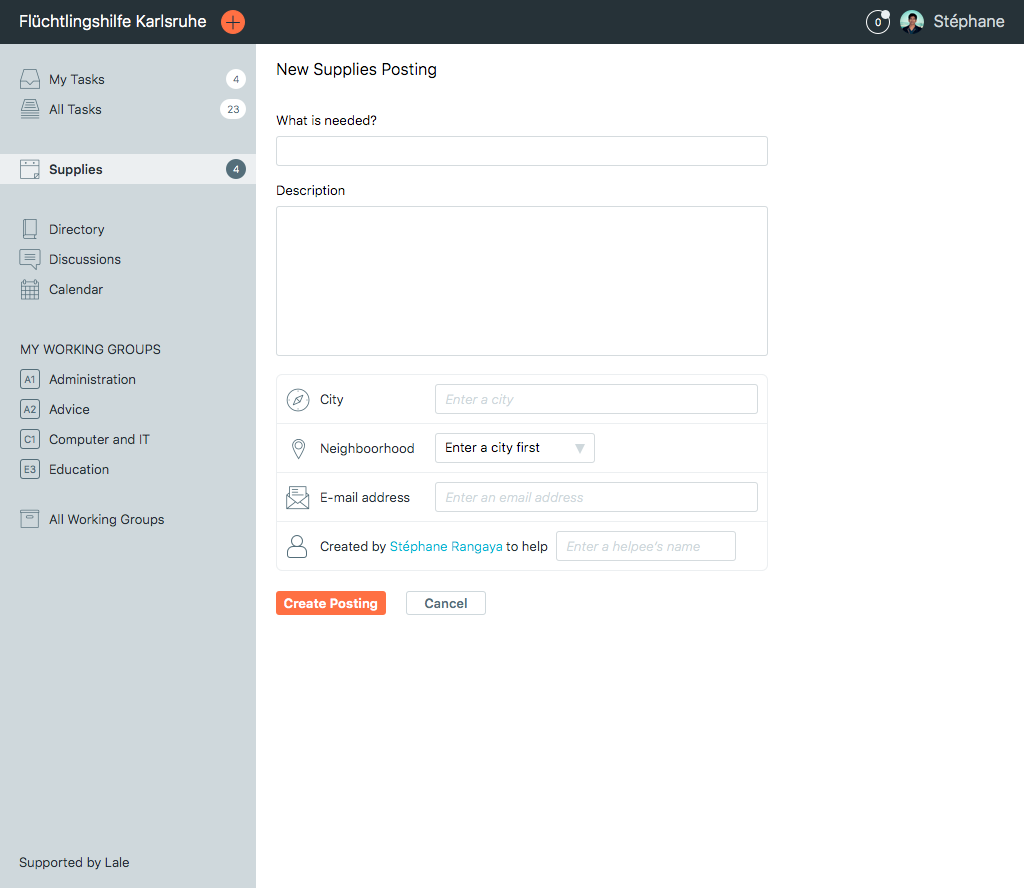 Flüchtlingshilfe Karlsruhe
0 Stéphane
My Tasks 4
All Tasks 23
Supplies 4
Directory
Discussions
Calendar
MY WORKING GROUPS
A1 Administration
A2 Advice
C1 Computer and IT
E3 Education
All Working Groups
Supported by Lale
New Supplies Posting
What is needed?
Description
City Enter a city
Neighboorhood Enter a city first
E-mail address Enter an email address
Created by Stéphane Rangaya to help Enter a helpee's name
Create Posting Cancel